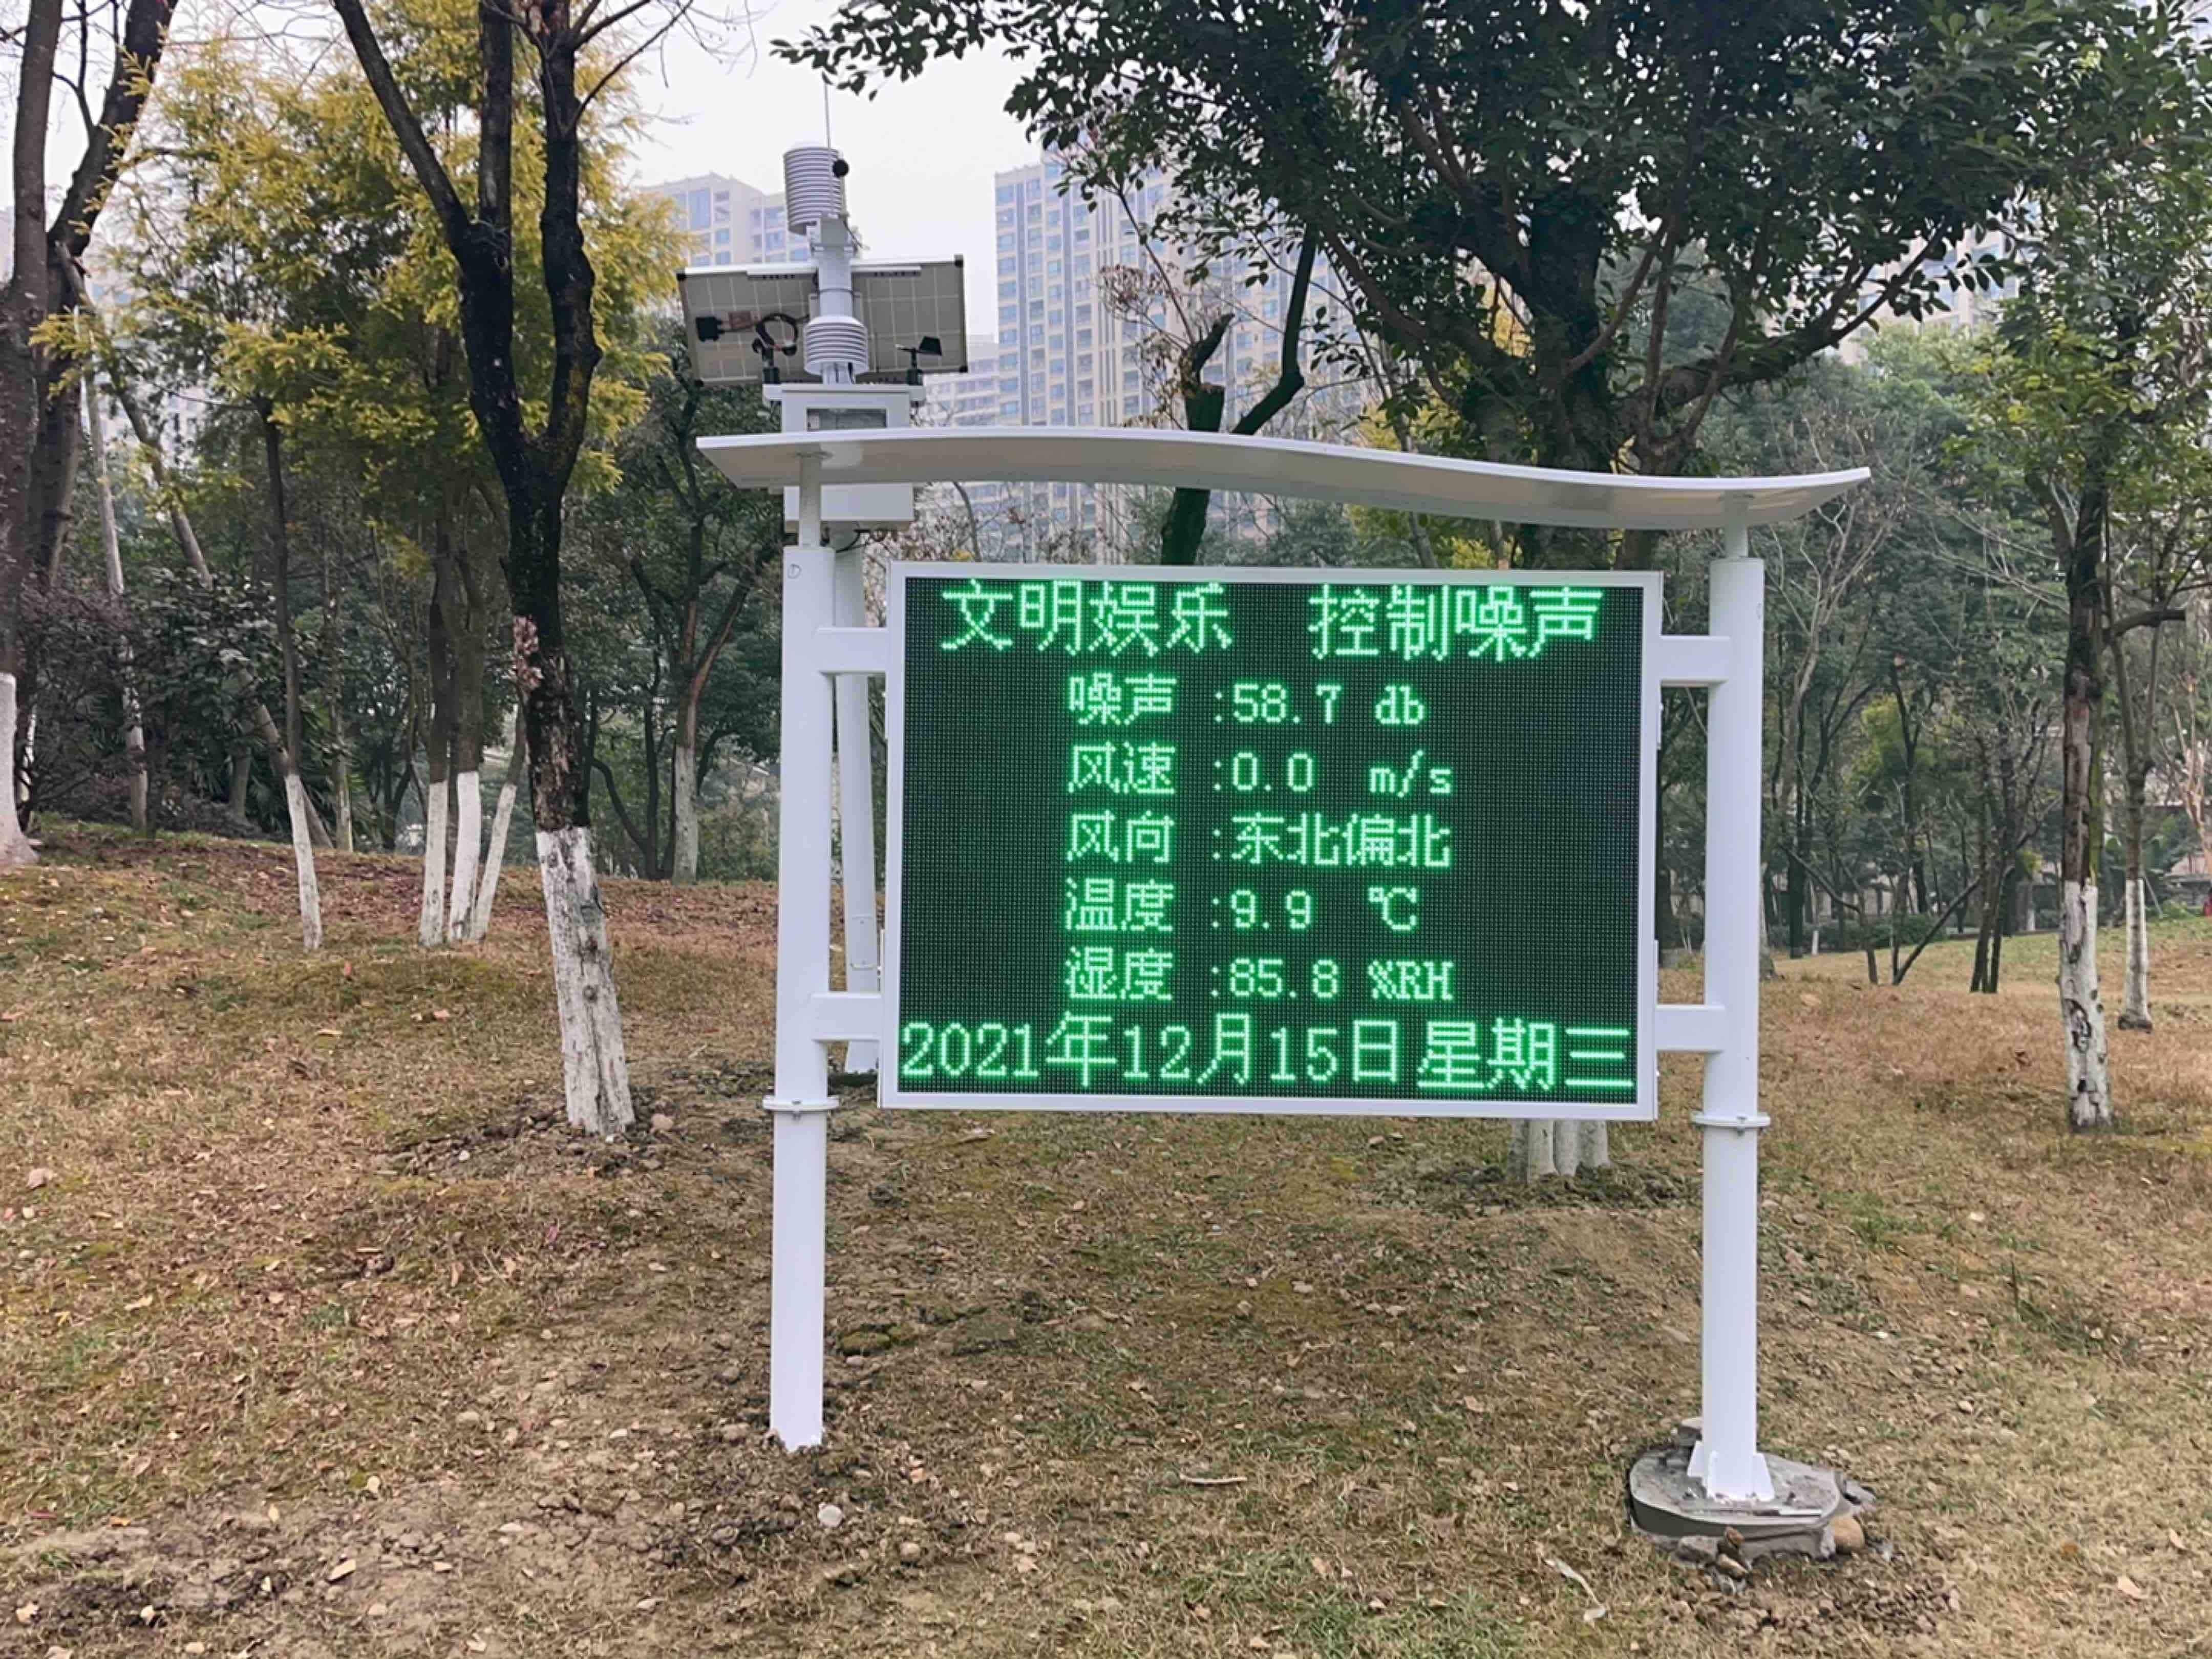 文明娱乐 控制噪声
噪声 :58.7 db
风速 :0.0 m/s
风向 :东北偏北
温度 :9.9 ℃
湿度 :85.8 %RH
2021年12月15日星期三